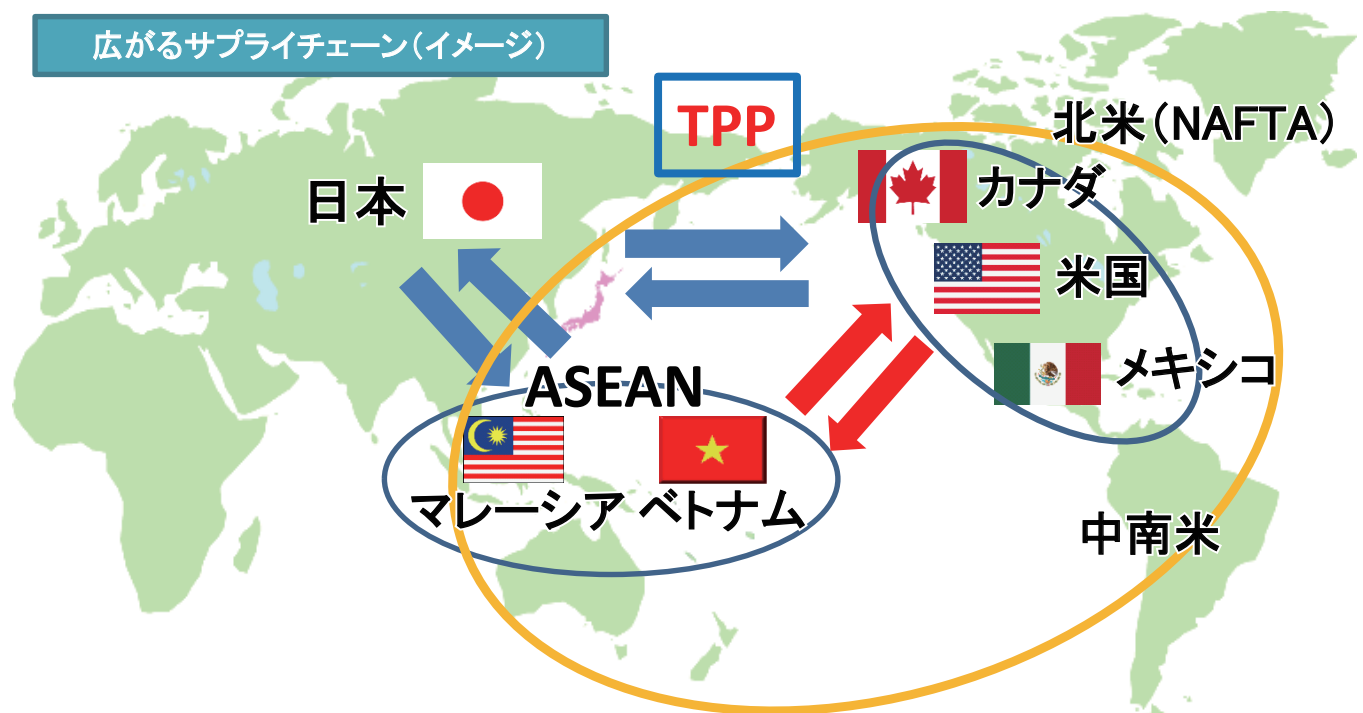 広がるサプライチェーン(イメージ)
TPP
北米(NAFTA)
日本
カナダ
米国
メキシコ
ASEAN
マレーシア ベトナム
中南米